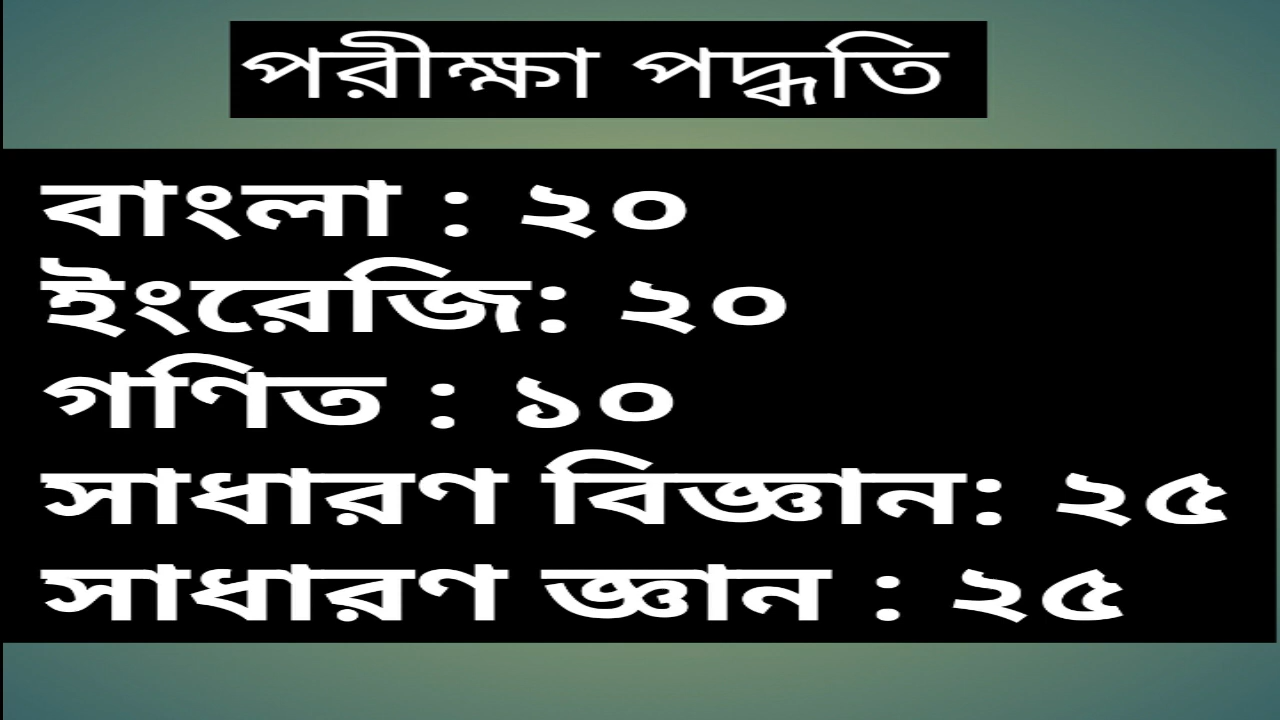 পরীক্ষা পদ্ধতি
বাংলা : ২০
ইংরেজি: ২০
গণিত : ১০
সাধারণ বিজ্ঞান: ২৫
সাধারণ জ্ঞান : ২৫